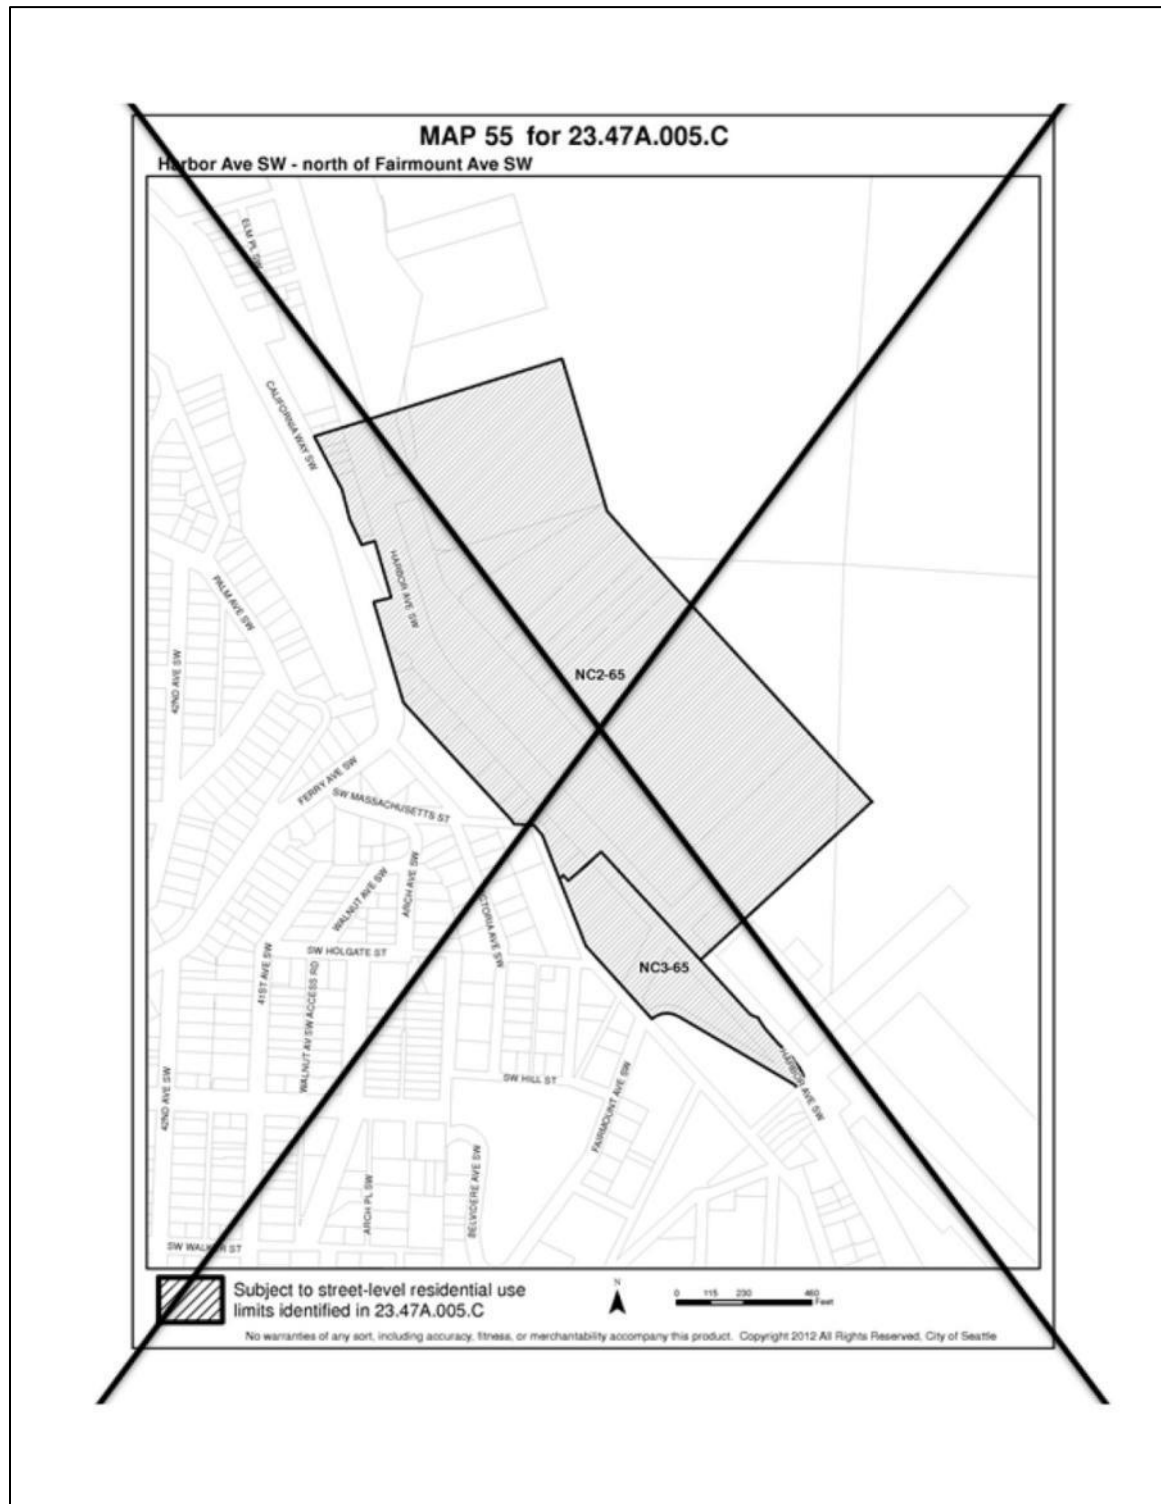 MAP 55 for 23.47A.005.C
Harbor Ave SW - north of Fairmount Ave SW
ELM PL SW
CALIFORNIA WAY SW
HARBOR AVE SW
PALM AVE SW
42ND AVE SW
NC2-65
FERRY AVE SW
SW MASSACHUSETTS ST
WALNUT AVE SW
ARCH AVE SW
AVE SW
SW HOLGATE ST
NC3-65
41ST AVE SW
WALNUT AV SW ACCESS RD
HARBOR AVE SW
SW HILL ST
FAIRMOUNT AVE SW
42ND AVE SW
BELVIDERE AVE SW
ARCH PL SW
SW WALKER ST
Subject to street-level residential use
limits identified in 23.47A.005.C
N
0 115 230 460
Feet
No warranties of any sort, including accuracy, fitness, or merchantability accompany this product. Copyright 2012 All Rights Reserved, City of Seattle